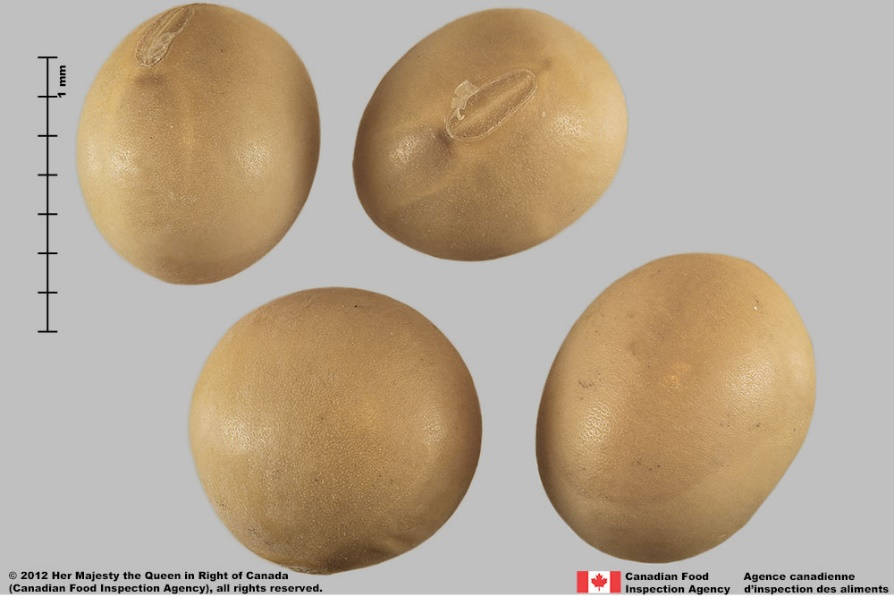 1 mm
© 2012 Her Majesty the Queen in Right of Canada
(Canadian Food Inspection Agency), all rights reserved.
Canadian Food
Inspection Agency
Agence canadienne
d'inspection des aliments